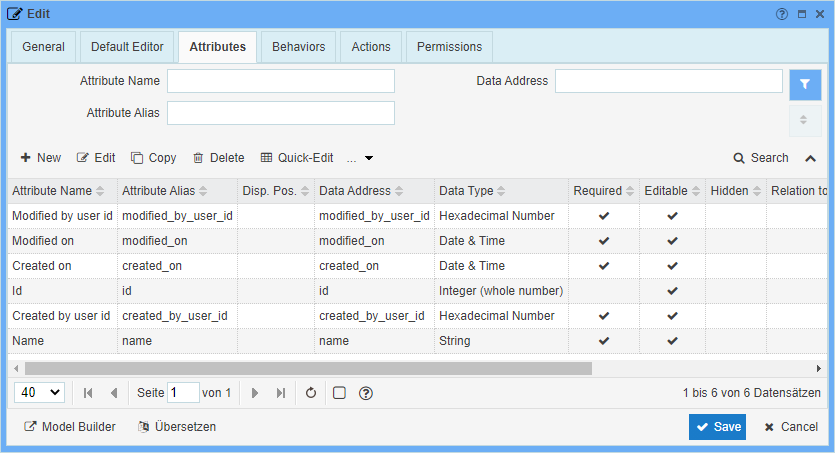 Edit
General Default Editor Attributes Behaviors Actions Permissions
Attribute Name Data Address
Attribute Alias
New Edit Copy Delete Quick-Edit ... Search
Attribute Name Attribute Alias Disp. Pos. Data Address Data Type Required Editable Hidden Relation to
Modified by user id modified_by_user_id modified_by_user_id Hexadecimal Number
Modified on modified_on modified_on Date & Time
Created on created_on created_on Date & Time
Id id id Integer (whole number)
Created by user id created_by_user_id created_by_user_id Hexadecimal Number
Name name name String
40 Seite 1 von 1 1 bis 6 von 6 Datensätzen
Model Builder Übersetzen Save Cancel